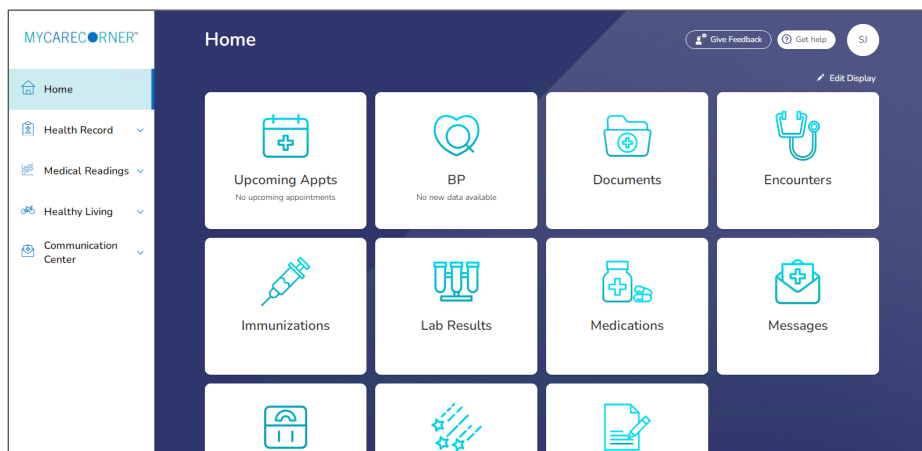 MYCARECORNER™
Home
Health Record
Medical Readings
Healthy Living
Communication
Center
Home
Give Feedback
Get help
SJ
Edit Display
Upcoming Appts
No upcoming appointments
BP
No new data available
Documents
Encounters
Immunizations
Lab Results
Medications
Messages